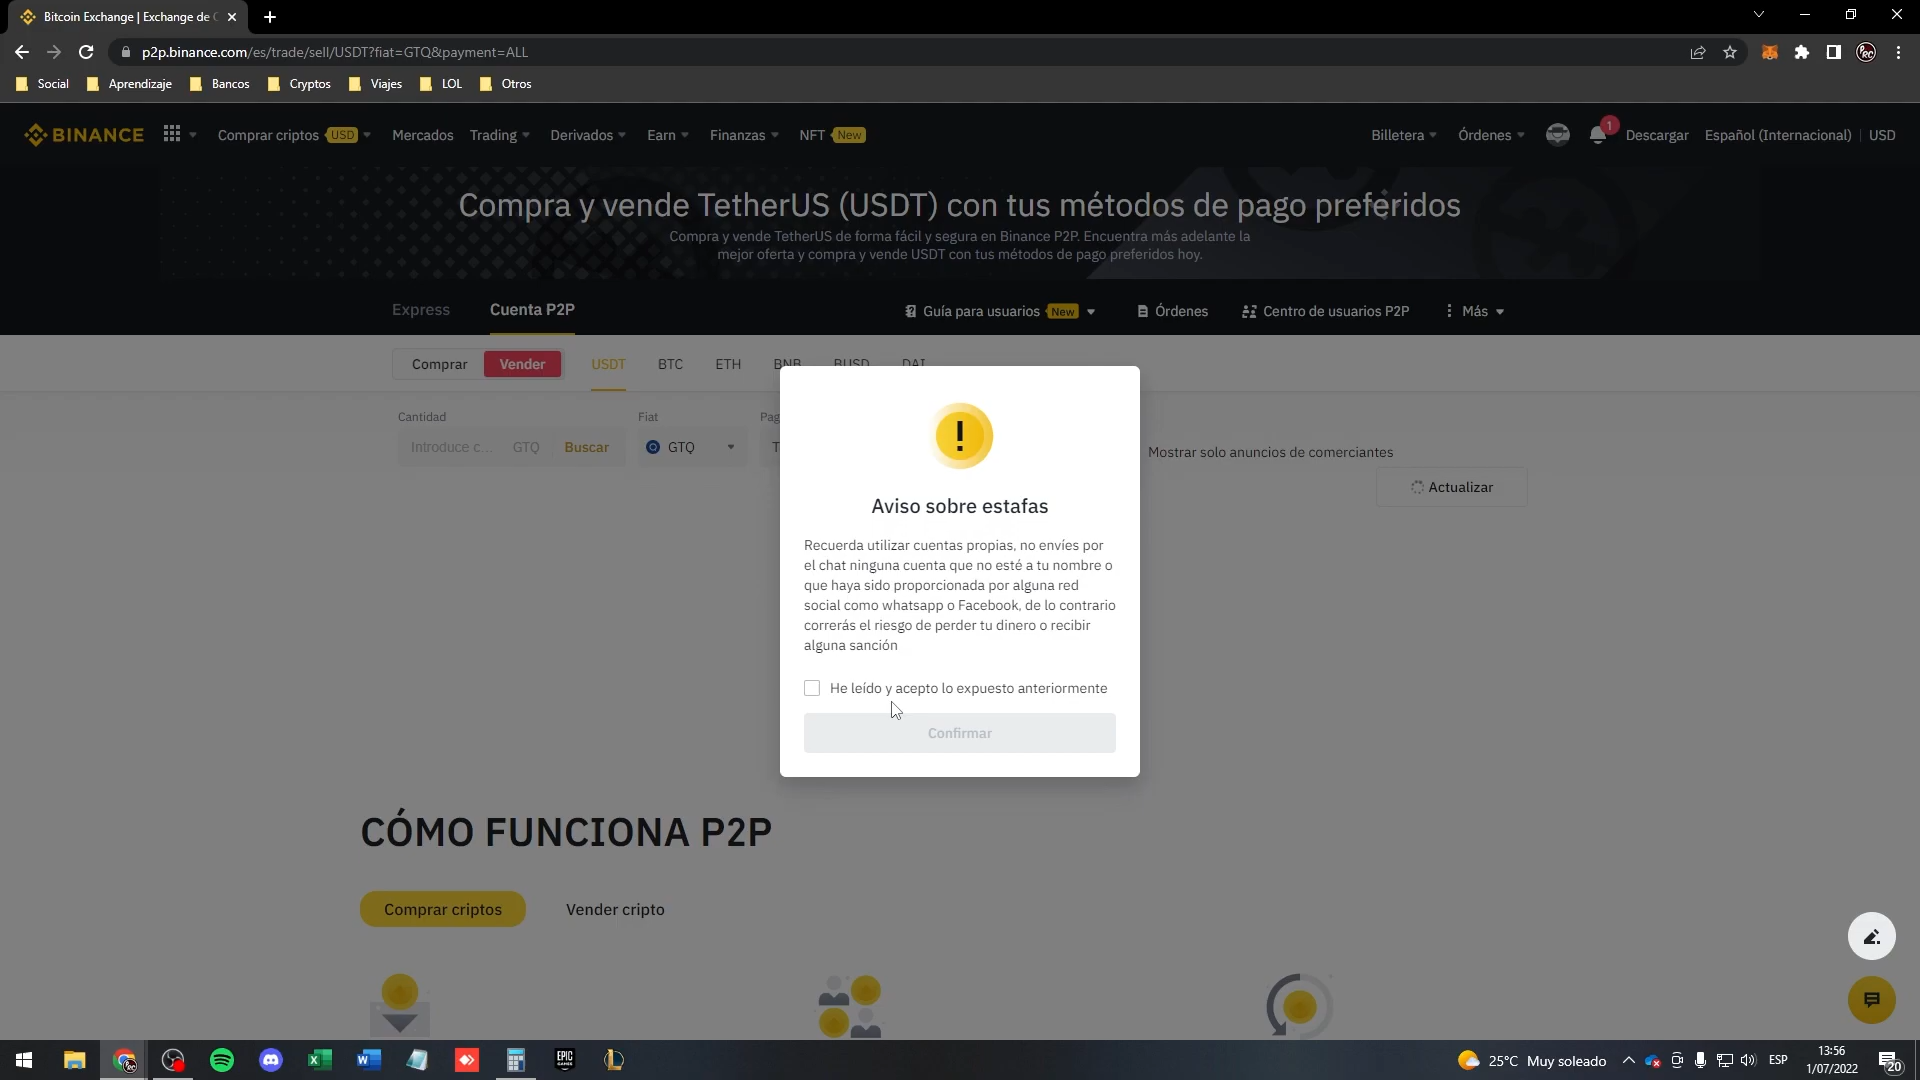 Bitcoin Exchange | Exchange de C
p2p.binance.com/es/trade/sell/USDT?fiat=GTQ&payment=ALL
Social Aprendizaje Bancos Cryptos Viajes LOL Otros
BINANCE Comprar criptos USD Mercados Trading Derivados Earn Finanzas NFT New Billetera Órdenes 1 Descargar Español (Internacional) | USD
Compra y vende TetherUS (USDT) con tus métodos de pago preferidos
Compra y vende TetherUS de forma fácil y segura en Binance P2P. Encuentra más adelante la
mejor oferta y compra y vende USDT con tus métodos de pago preferidos hoy.
Express Cuenta P2P Guía para usuarios New Órdenes Centro de usuarios P2P Más
Comprar Vender USDT BTC ETH BNB BUSD DAI
Cantidad Fiat Pag
Introduce c... GTQ Buscar GTQ T
Mostrar solo anuncios de comerciantes
Actualizar
!
Aviso sobre estafas
Recuerda utilizar cuentas propias, no envíes por
el chat ninguna cuenta que no esté a tu nombre o
que haya sido proporcionada por alguna red
social como whatsapp o Facebook, de lo contrario
correrás el riesgo de perder tu dinero o recibir
alguna sanción
He leído y acepto lo expuesto anteriormente
Confirmar
CÓMO FUNCIONA P2P
Comprar criptos Vender cripto
EPIC
GAMES
25°C Muy soleado ESP
13:56
1/07/2022
20